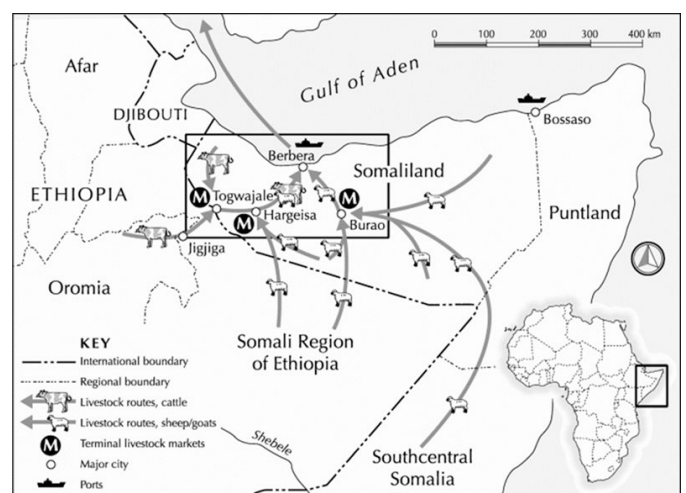 0 100 200 300 400 km
Afar
Gulf of Aden
DJIBOUTI
Bossaso
Berbera
Somaliland
ETHIOPIA
M
Togwajale
M
Puntland
Hargeisa
M
Burao
Jigjiga
Oromia
Somali Region
of Ethiopia
KEY
International boundary
Regional boundary
Livestock routes, cattle
Livestock routes, sheep/goats
M Terminal livestock markets
Major city
Ports
Shebele
Southcentral
Somalia